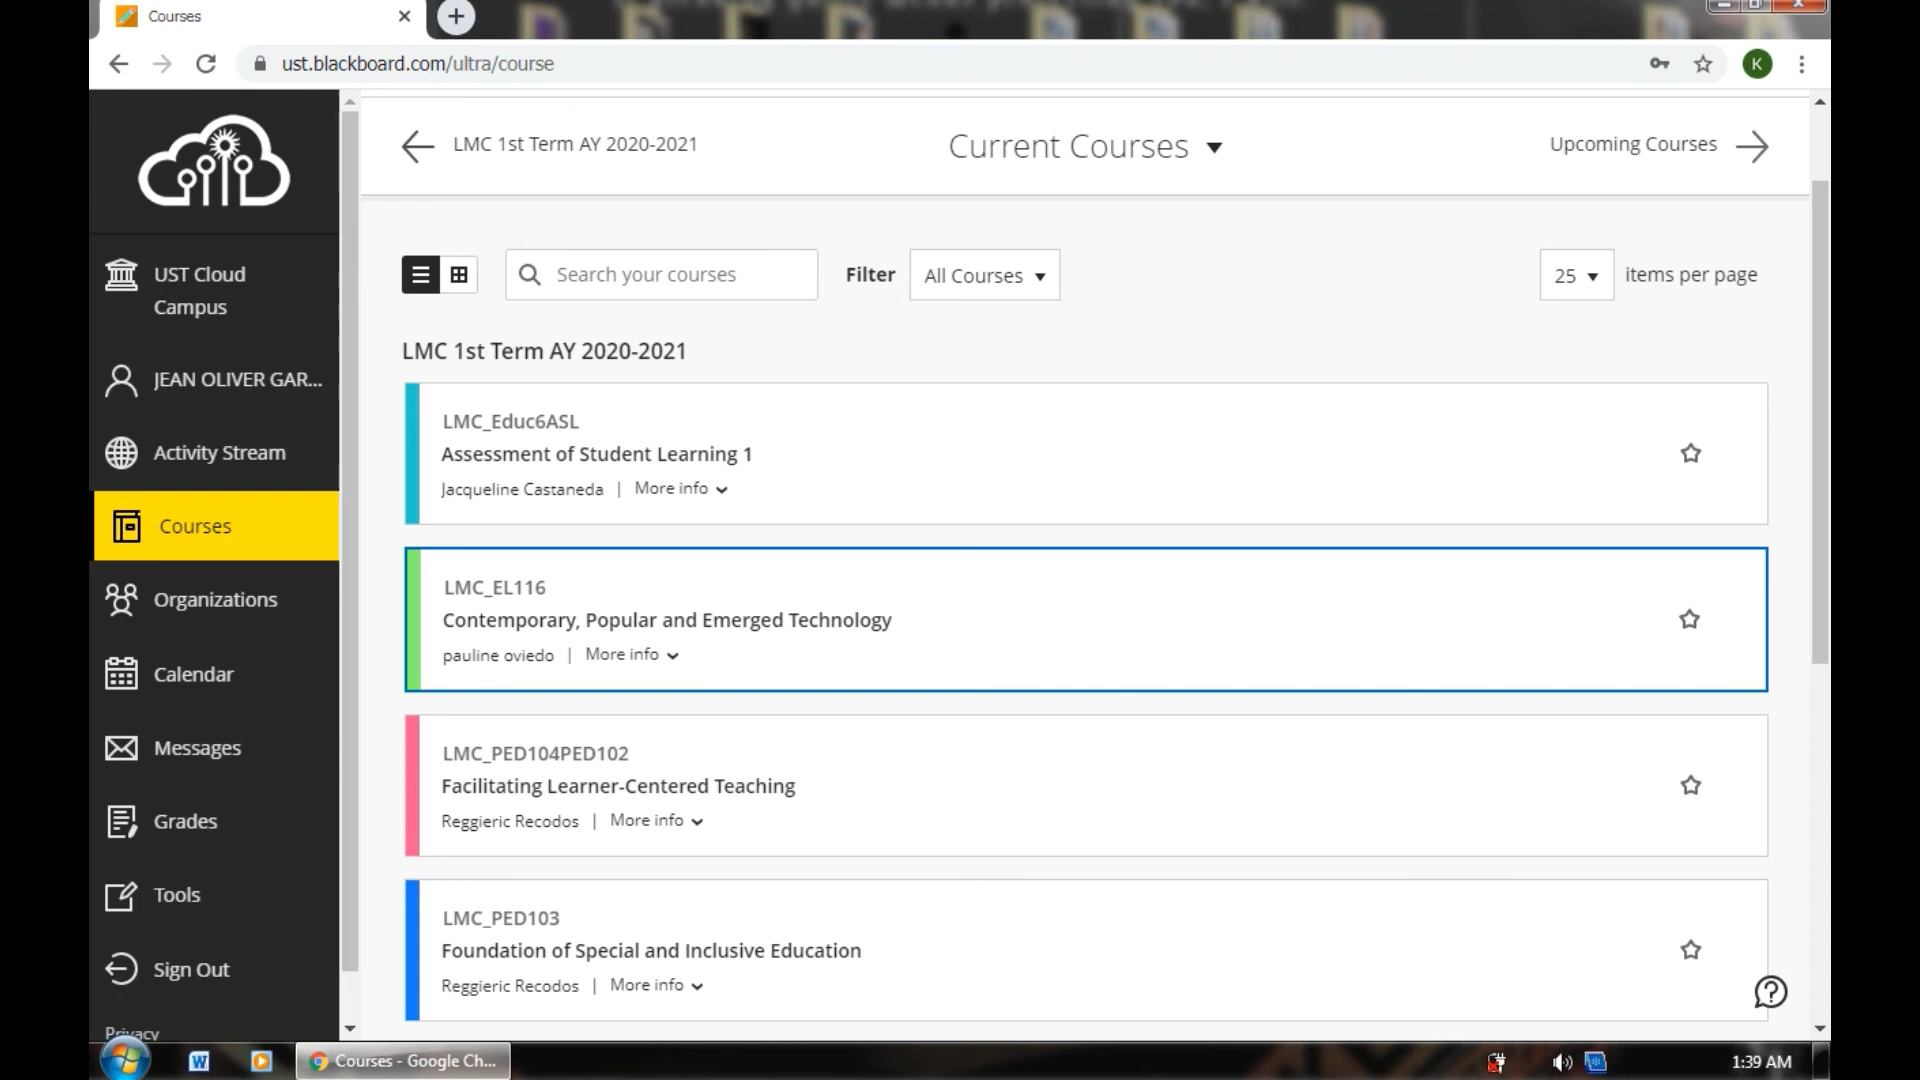 Courses
ust.blackboard.com/ultra/course
K
LMC 1st Term AY 2020-2021
Current Courses
Upcoming Courses
UST Cloud
Campus
JEAN OLIVER GAR...
Activity Stream
Courses
Organizations
Calendar
Messages
Grades
Tools
Sign Out
Privacy
Search your courses
Filter
All Courses
25
items per page
LMC 1st Term AY 2020-2021
LMC_Educ6ASL
Assessment of Student Learning 1
Jacqueline Castaneda | More info
LMC_EL116
Contemporary, Popular and Emerged Technology
pauline oviedo | More info
LMC_PED104PED102
Facilitating Learner-Centered Teaching
Reggieric Recodos | More info
LMC_PED103
Foundation of Special and Inclusive Education
Reggieric Recodos | More info
Courses - Google Ch...
1:39 AM